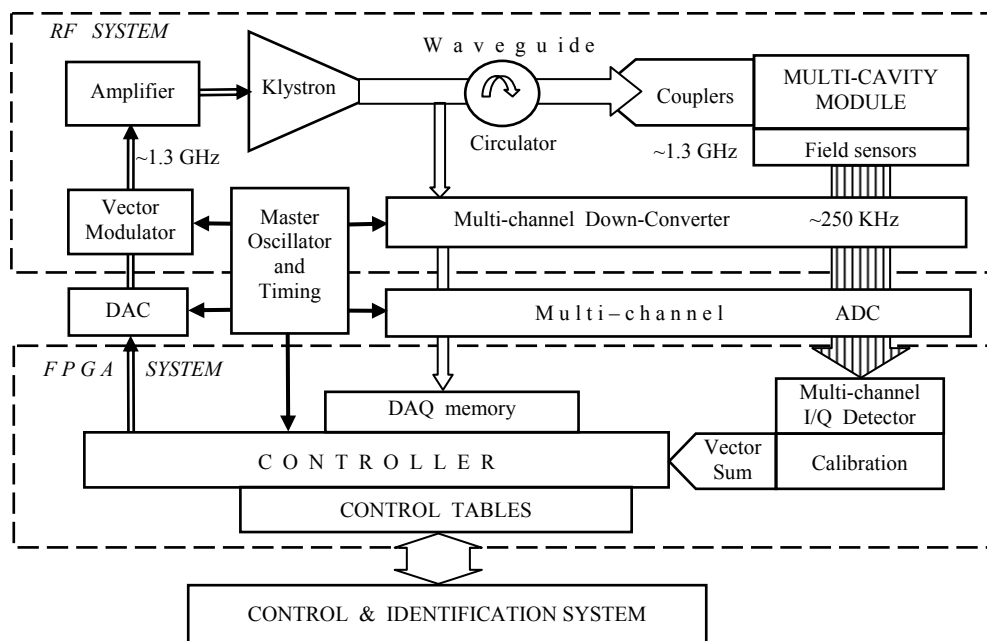 RF SYSTEM
Waveguide
Amplifier
Klystron
Couplers
MULTI-CAVITY
MODULE
Circulator
~1.3 GHz
~1.3 GHz
Field sensors
Vector
Modulator
Master
Oscillator
and
Timing
Multi-channel Down-Converter ~250 KHz
DAC
Multi–channel ADC
FPGA SYSTEM
DAQ memory
Multi-channel
I/Q Detector
CONTROLLER
Vector
Sum
Calibration
CONTROL TABLES
CONTROL & IDENTIFICATION SYSTEM